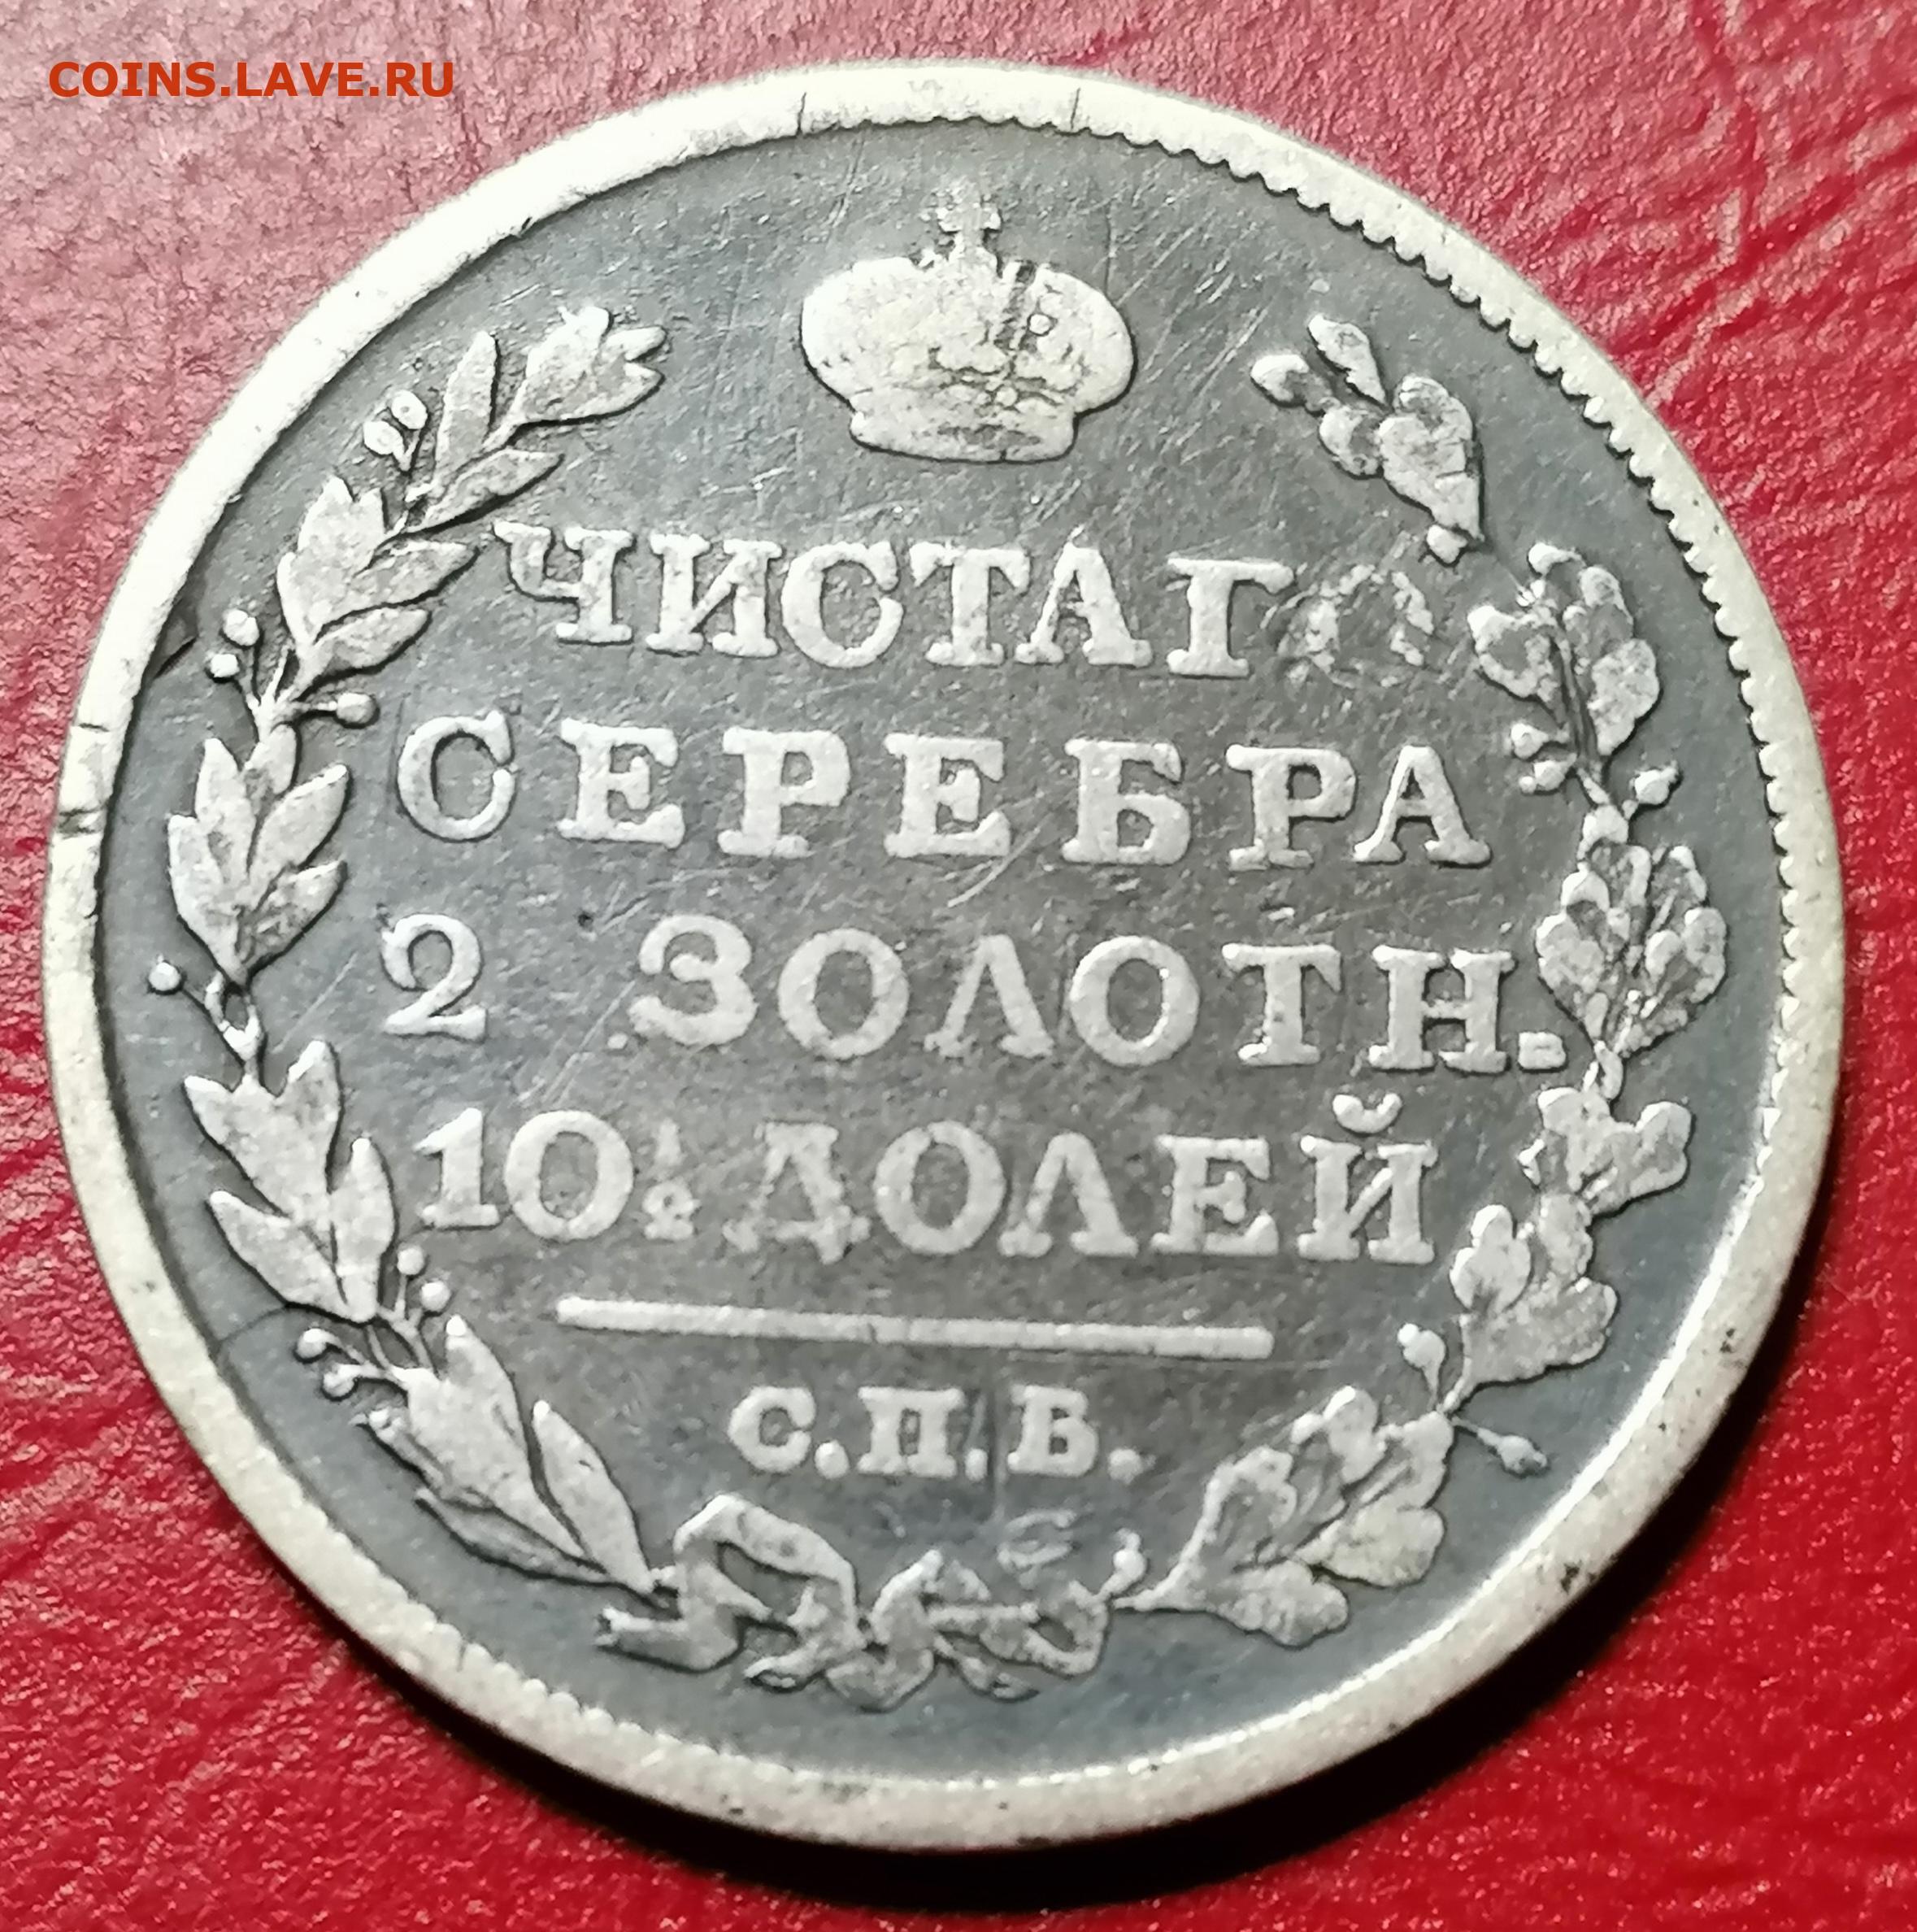 COINS.LAVE.RU
ЧИСТАГО
СЕРЕБРА
2 ЗОЛОТН.
10½ ДОЛЕЙ
С.П.Б.